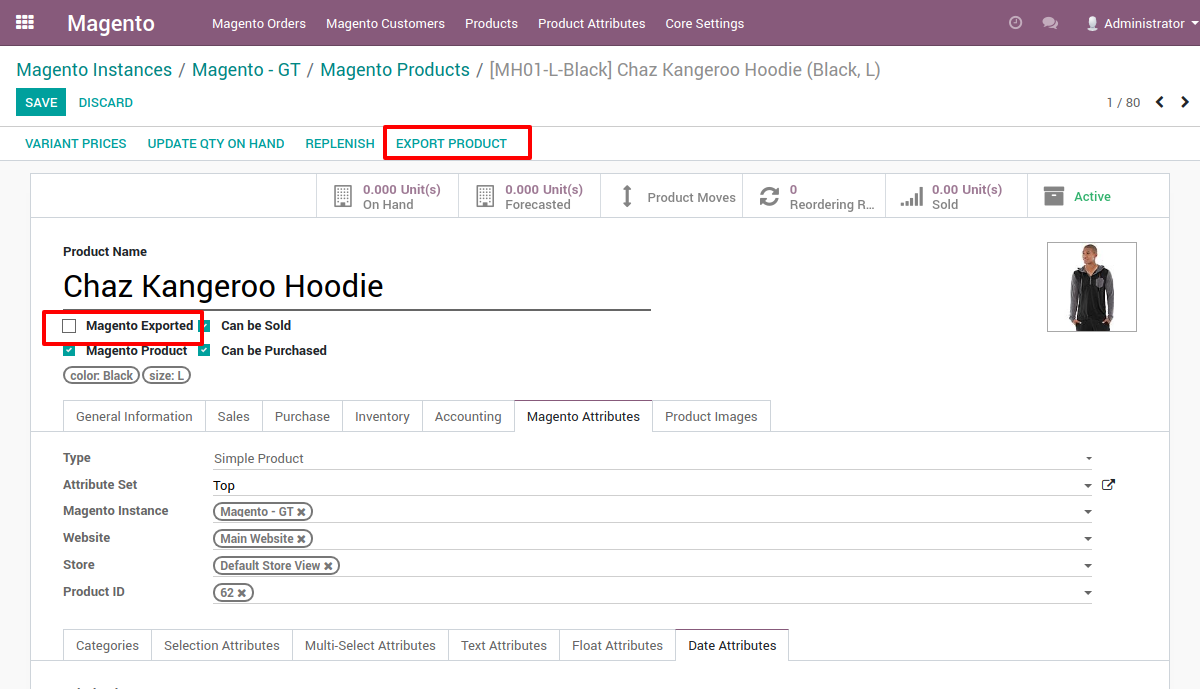 Magento Magento Orders Magento Customers Products Product Attributes Core Settings Administrator
Magento Instances / Magento - GT / Magento Products / [MH01-L-Black] Chaz Kangeroo Hoodie (Black, L)
SAVE DISCARD 1 / 80
VARIANT PRICES UPDATE QTY ON HAND REPLENISH EXPORT PRODUCT
0.000 Unit(s) On Hand
0.000 Unit(s) Forecasted
Product Moves
0 Reordering R...
0.00 Unit(s) Sold
Active
Product Name
Chaz Kangeroo Hoodie
Magento Exported Can be Sold
Magento Product Can be Purchased
color: Black size: L
General Information Sales Purchase Inventory Accounting Magento Attributes Product Images
Type Simple Product
Attribute Set Top
Magento Instance Magento - GT
Website Main Website
Store Default Store View
Product ID 62
Categories Selection Attributes Multi-Select Attributes Text Attributes Float Attributes Date Attributes